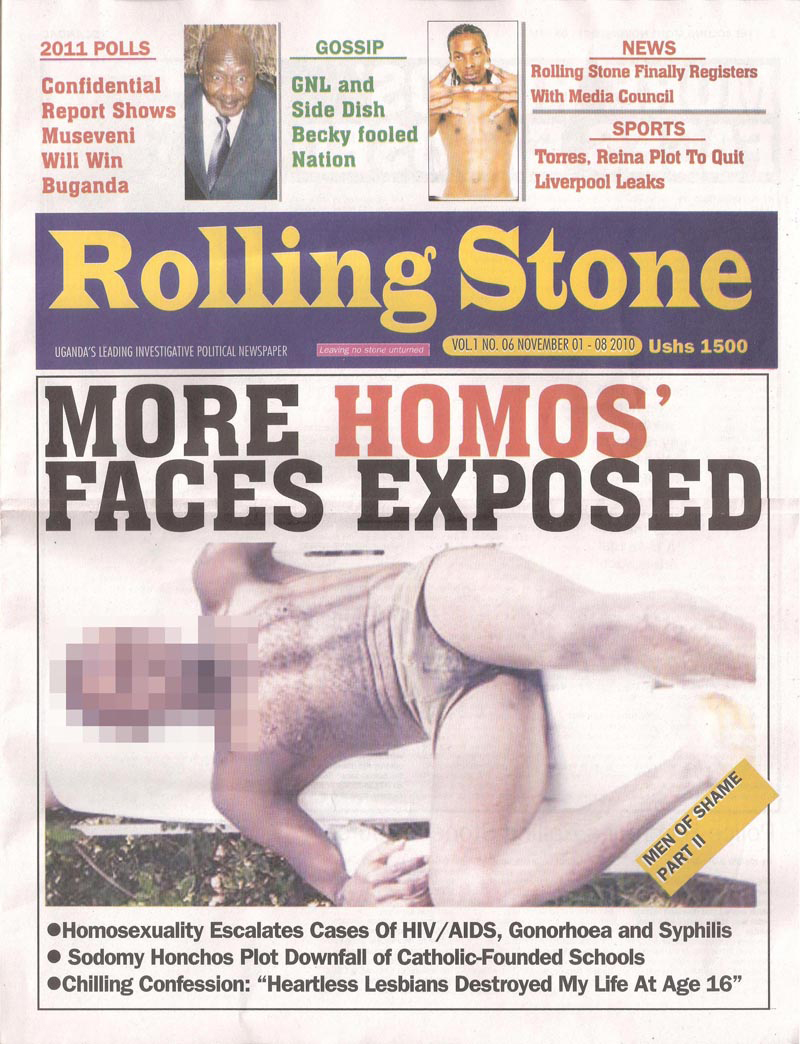 2011 POLLS
Confidential
Report Shows
Museveni
Will Win
Buganda
GOSSIP
GNL and
Side Dish
Becky fooled
Nation
NEWS
Rolling Stone Finally Registers
With Media Council
SPORTS
Torres, Reina Plot To Quit
Liverpool Leaks
Rolling Stone
UGANDA'S LEADING INVESTIGATIVE POLITICAL NEWSPAPER
Leaving no stone unturned
VOL.1 NO. 06 NOVEMBER 01 - 08 2010
Ushs 1500
MORE HOMOS'
FACES EXPOSED
MEN OF SHAME
PART II
●Homosexuality Escalates Cases Of HIV/AIDS, Gonorhoea and Syphilis
● Sodomy Honchos Plot Downfall of Catholic-Founded Schools
●Chilling Confession: “Heartless Lesbians Destroyed My Life At Age 16”